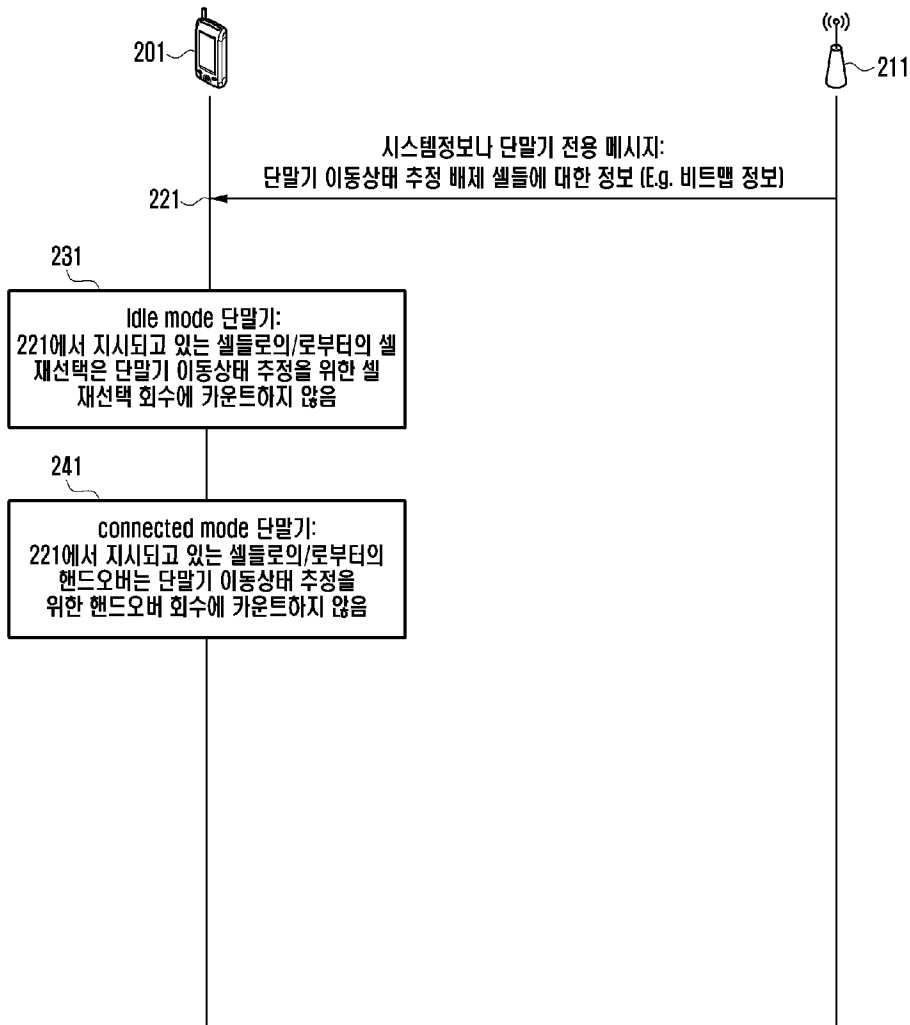 201
211
시스템정보나 단말기 전용 메시지:
단말기 이동상태 추정 배제 셀들에 대한 정보 (E.g. 비트맵 정보)
221
231
Idle mode 단말기:
221에서 지시되고 있는 셀들로의/로부터의 셀
재선택은 단말기 이동상태 추정을 위한 셀
재선택 회수에 카운트하지 않음
241
connected mode 단말기:
221에서 지시되고 있는 셀들로의/로부터의
핸드오버는 단말기 이동상태 추정을
위한 핸드오버 회수에 카운트하지 않음